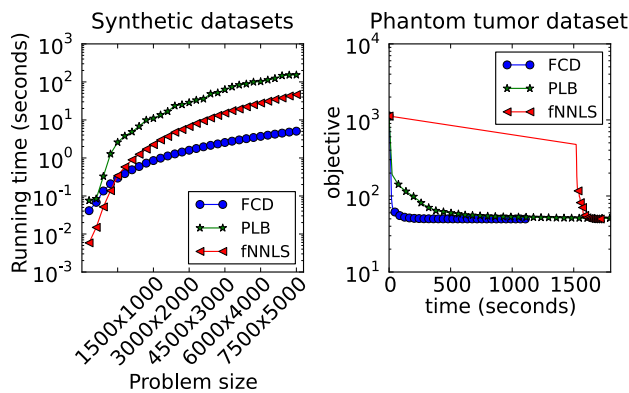 Synthetic datasets
Running time (seconds)
10^3
10^2
10^1
10^0
10^-1
10^-2
10^-3
FCD
PLB
fNNLS
1500x1000
3000x2000
4500x3000
6000x4000
7500x5000
Problem size
Phantom tumor dataset
objective
10^4
10^3
10^2
10^1
FCD
PLB
fNNLS
0
500
1000
1500
time (seconds)